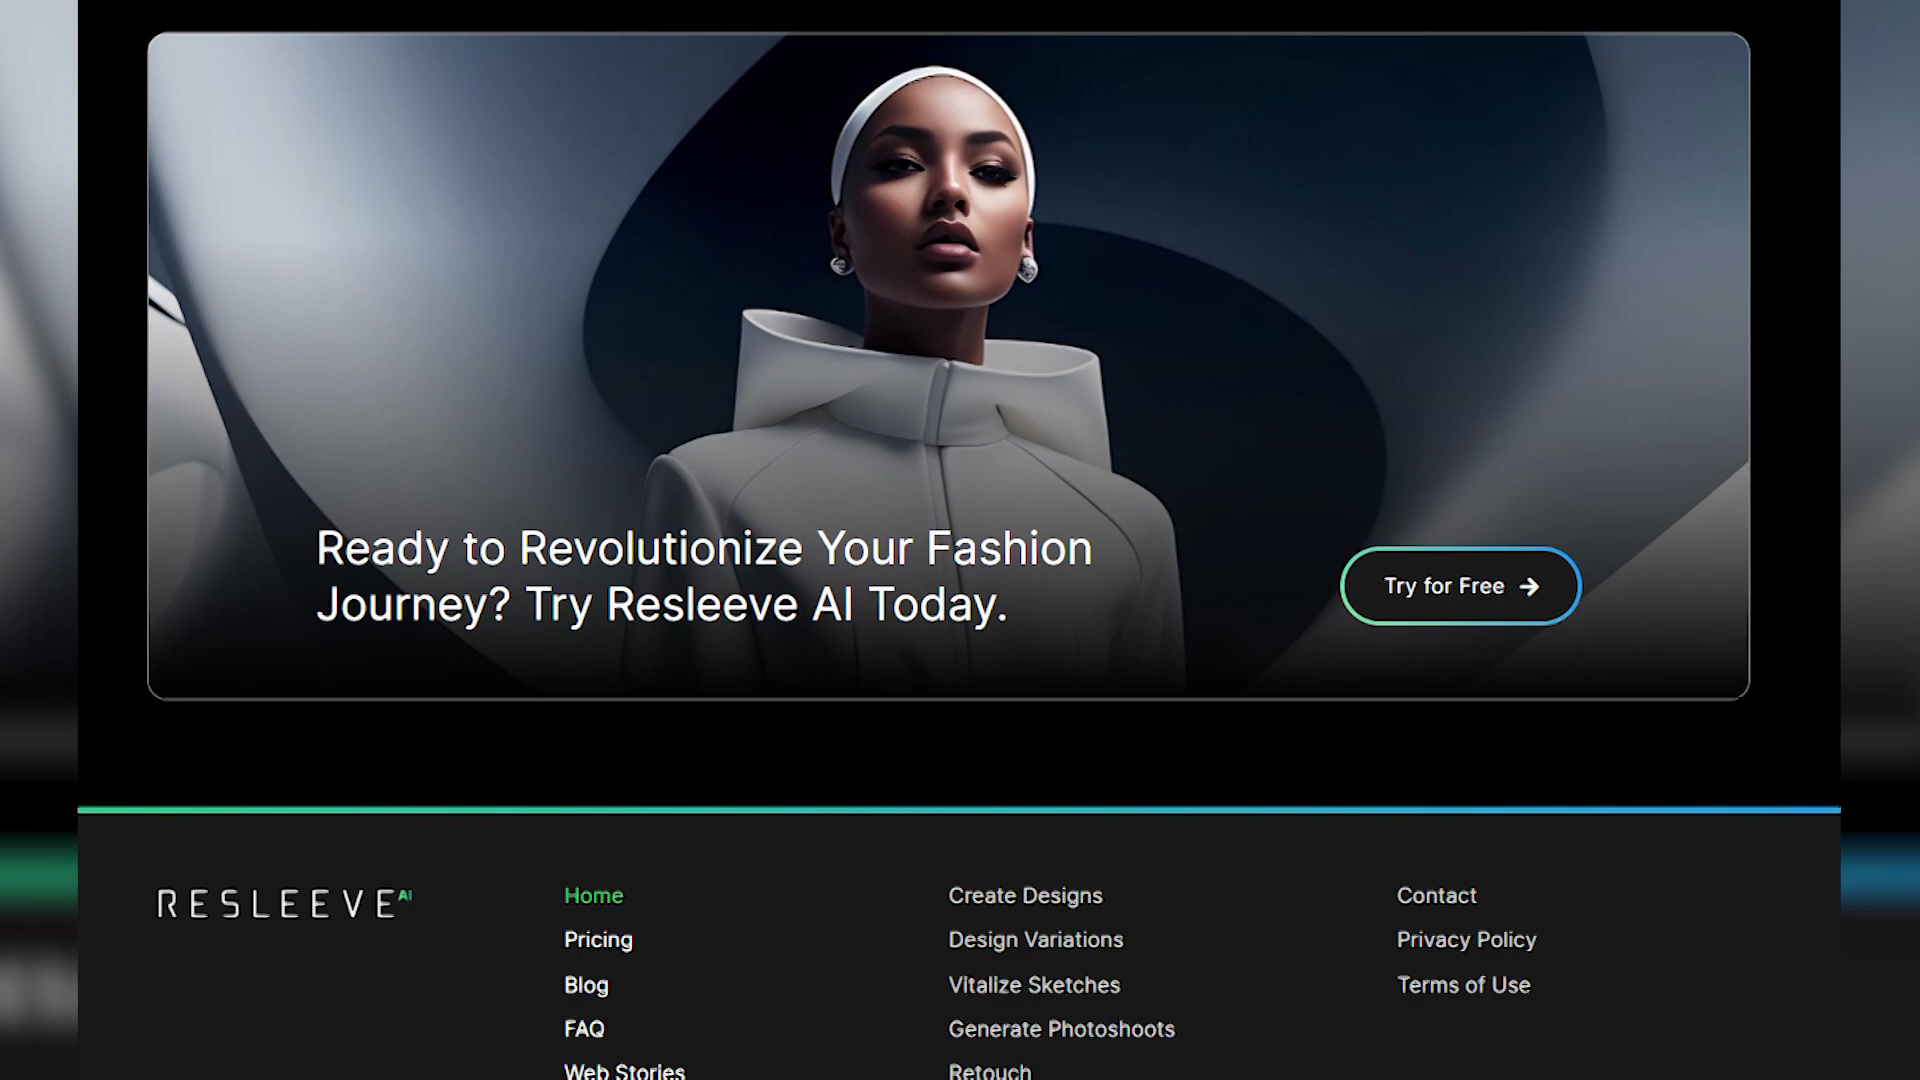 Ready to Revolutionize Your Fashion
Journey? Try Resleeve AI Today.
Try for Free
RESLEEVE AI
Home
Pricing
Blog
FAQ
Web Stories
Create Designs
Design Variations
Vitalize Sketches
Generate Photoshoots
Retouch
Contact
Privacy Policy
Terms of Use